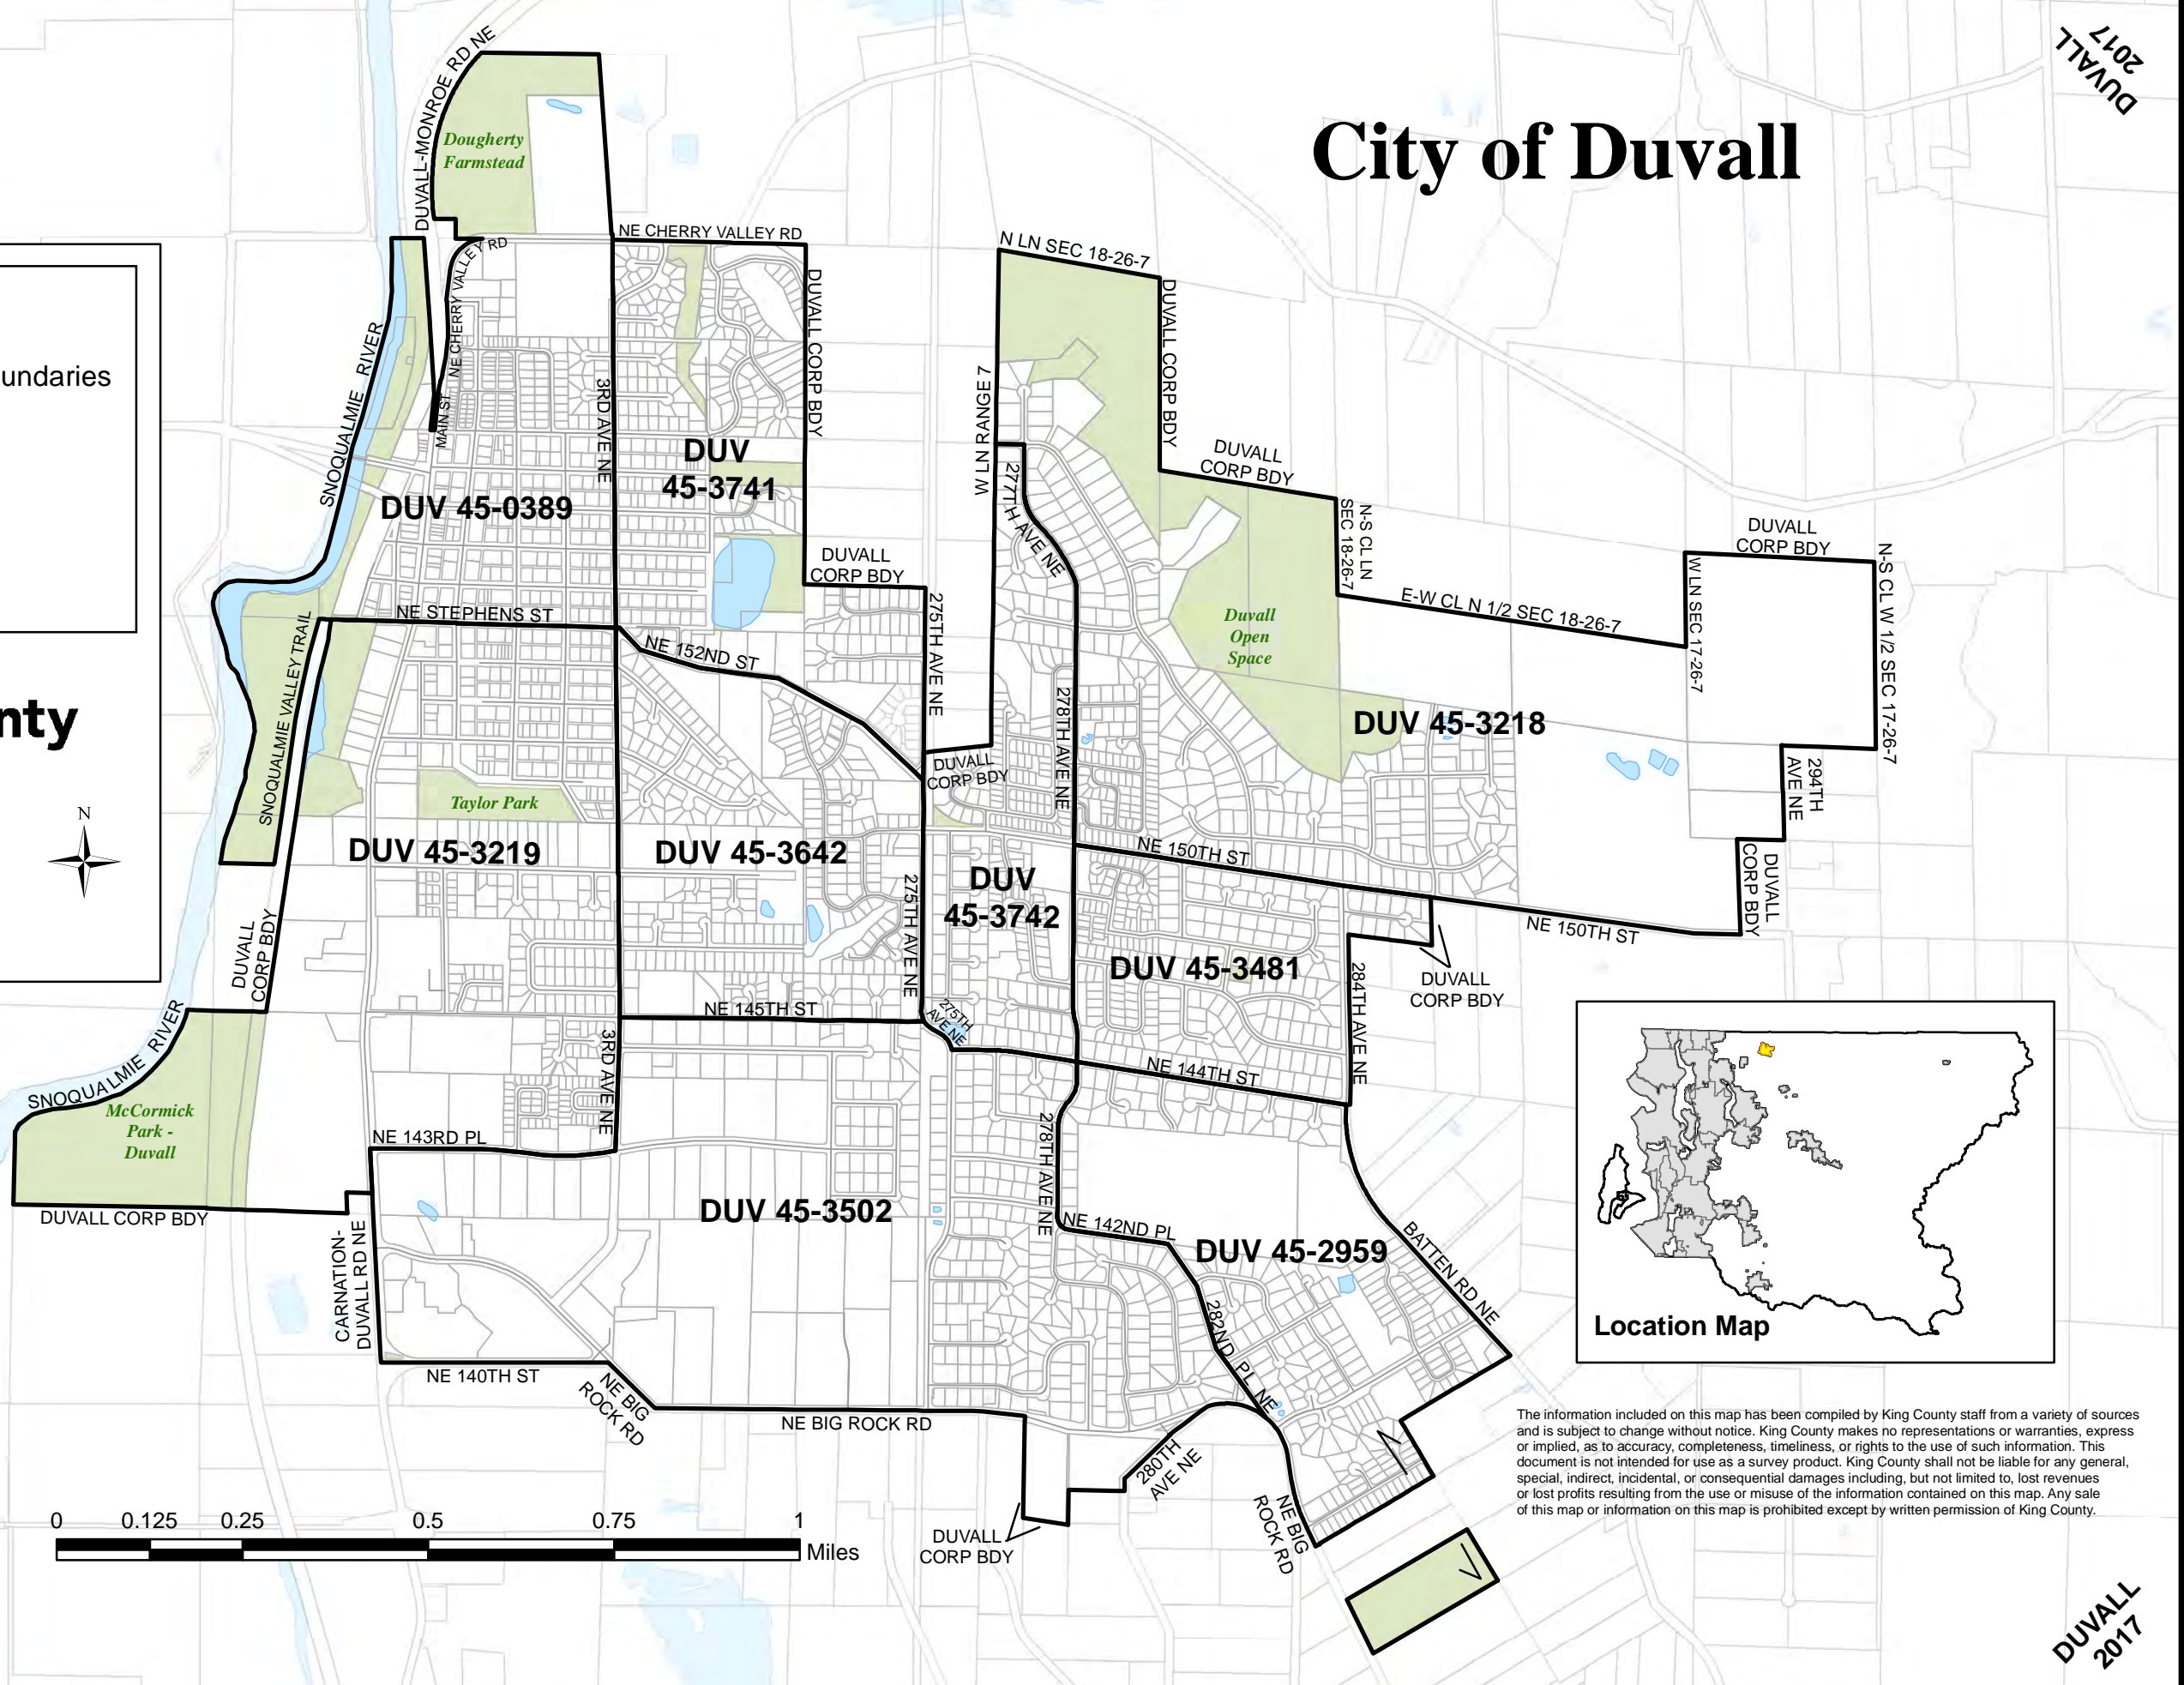 City of Duvall
DUVALL
2017
undaries
nty
N
DUVALL-MONROE RD NE
Dougherty
Farmstead
NE CHERRY VALLEY RD
NE CHERRY VALLEY RD
MAIN ST
SNOQUALMIE RIVER
3RD AVE NE
DUVALL CORP BDY
DUV
45-3741
DUV 45-0389
DUVALL
CORP BDY
275TH AVE NE
N LN SEC 18-26-7
W LN RANGE 7
DUVALL CORP BDY
277TH AVE NE
DUVALL
CORP BDY
N-S CL LN
SEC 18-26-7
E-W CL N 1/2 SEC 18-26-7
DUVALL
CORP BDY
W LN SEC 17-26-7
N-S CL W 1/2 SEC 17-26-7
294TH
AVE NE
DUVALL
CORP BDY
Duvall
Open
Space
DUV 45-3218
NE STEPHENS ST
NE 152ND ST
SNOQUALMIE VALLEY TRAIL
278TH AVE NE
DUVALL
CORP BDY
Taylor Park
DUV 45-3219
DUV 45-3642
275TH AVE NE
DUV
45-3742
NE 150TH ST
NE 150TH ST
DUV 45-3481
284TH AVE NE
DUVALL
CORP BDY
DUVALL
CORP BDY
NE 145TH ST
275TH
AVE NE
NE 144TH ST
SNOQUALMIE RIVER
McCormick
Park -
Duvall
3RD AVE NE
NE 143RD PL
278TH AVE NE
DUVALL CORP BDY
CARNATION-
DUVALL RD NE
DUV 45-3502
NE 142ND PL
DUV 45-2959
BATTEN RD NE
282ND PL NE
NE 140TH ST
NE BIG
ROCK RD
NE BIG ROCK RD
280TH
AVE NE
NE BIG
ROCK RD
DUVALL
CORP BDY
Location Map
The information included on this map has been compiled by King County staff from a variety of sources
and is subject to change without notice. King County makes no representations or warranties, express
or implied, as to accuracy, completeness, timeliness, or rights to the use of such information. This
document is not intended for use as a survey product. King County shall not be liable for any general,
special, indirect, incidental, or consequential damages including, but not limited to, lost revenues
or lost profits resulting from the use or misuse of the information contained on this map. Any sale
of this map or information on this map is prohibited except by written permission of King County.
0 0.125 0.25 0.5 0.75 1
Miles
DUVALL
2017